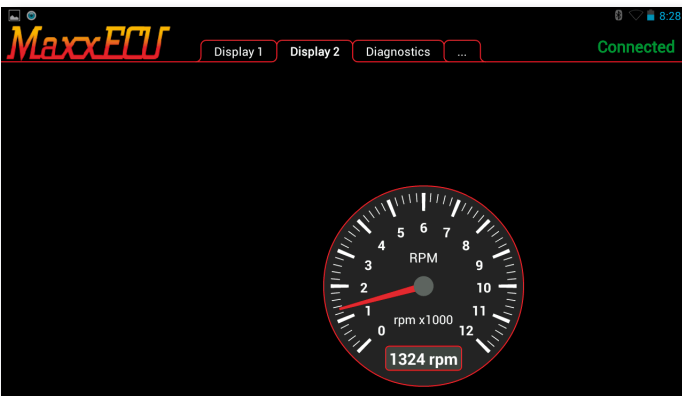 8:28
MaxxECU
Display 1 Display 2 Diagnostics ... Connected
6
5 7
4 8
RPM
3 9
2 10
1 11
rpm x1000
0 12
1324 rpm